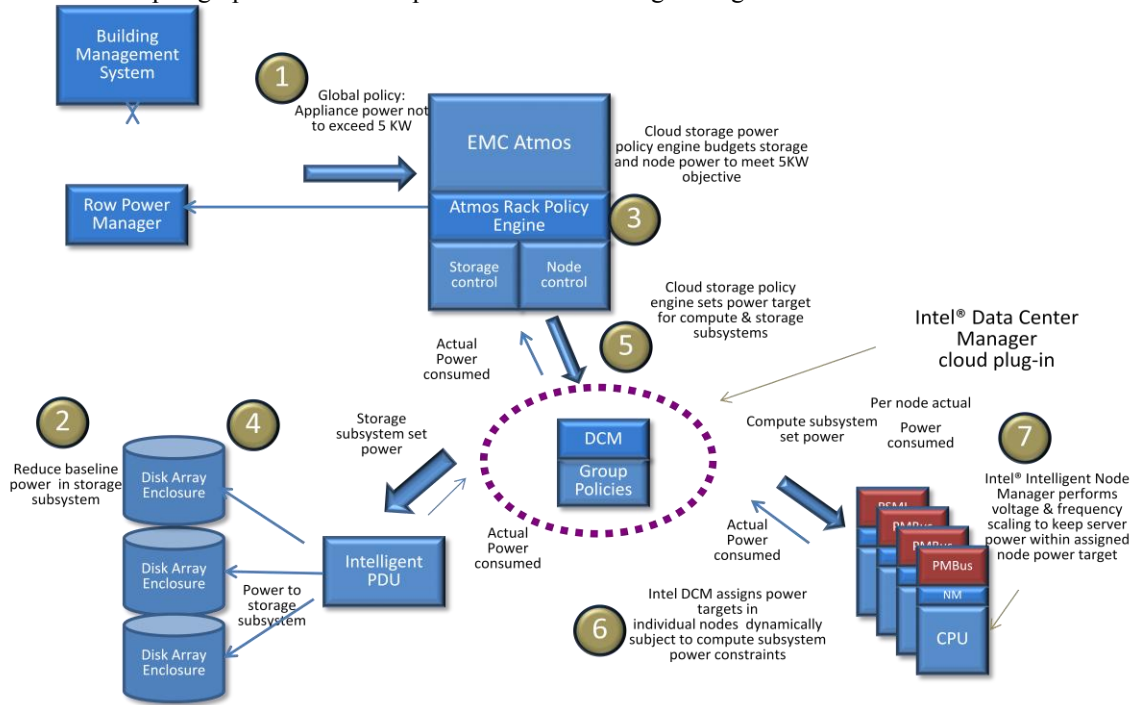 Building
Management
System
1
Global policy:
Appliance power not
to exceed 5 KW
EMC Atmos
Cloud storage power
policy engine budgets storage
and node power to meet 5KW
objective
Row Power
Manager
Atmos Rack Policy
Engine
3
Storage
control
Node
control
Cloud storage policy
engine sets power target
for compute & storage
subsystems
5
Actual
Power
consumed
Intel® Data Center
Manager
cloud plug-in
2
4
Reduce baseline
power in storage
subsystem
Storage
subsystem set
power
DCM
Group
Policies
Compute subsystem
set power
Per node actual
Power
consumed
7
Intel® Intelligent Node
Manager performs
voltage & frequency
scaling to keep server
power within assigned
node power target
Disk Array
Enclosure
Disk Array
Enclosure
Disk Array
Enclosure
Intelligent
PDU
Power to
storage
subsystem
Actual
Power
consumed
Actual
Power
consumed
PMBus
PMBus
PMBus
NM
CPU
6
Intel DCM assigns power
targets in
individual nodes dynamically
subject to compute subsystem
power constraints